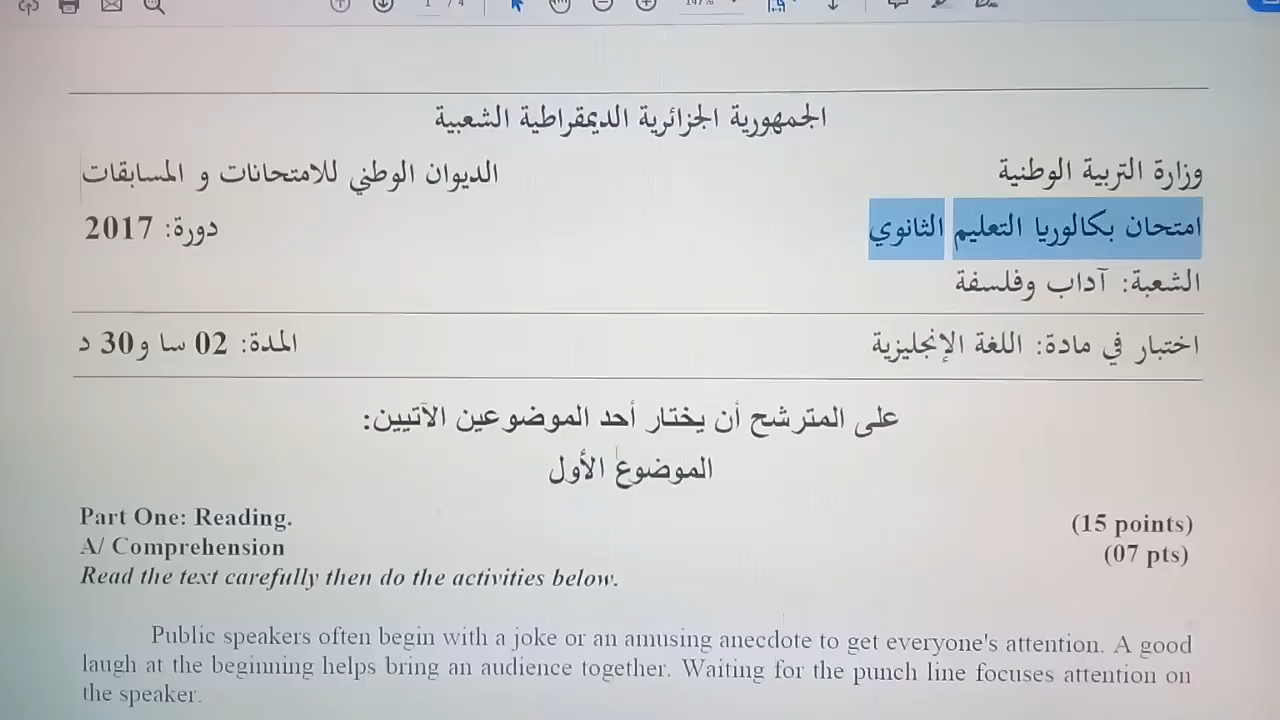 الجمهورية الجزائرية الديمقراطية الشعبية
وزارة التربية الوطنية الديوان الوطني للامتحانات و المسابقات
امتحان بكالوريا التعليم الثانوي دورة: 2017
الشعبة: آداب وفلسفة
اختبار في مادة: اللغة الإنجليزية المدة: 02 سا و30 د
على المترشح أن يختار أحد الموضوعين الآتيين:
الموضوع الأول
Part One: Reading. (15 points)
A/ Comprehension (07 pts)
Read the text carefully then do the activities below.
Public speakers often begin with a joke or an amusing anecdote to get everyone's attention. A good
laugh at the beginning helps bring an audience together. Waiting for the punch line focuses attention on
the speaker.